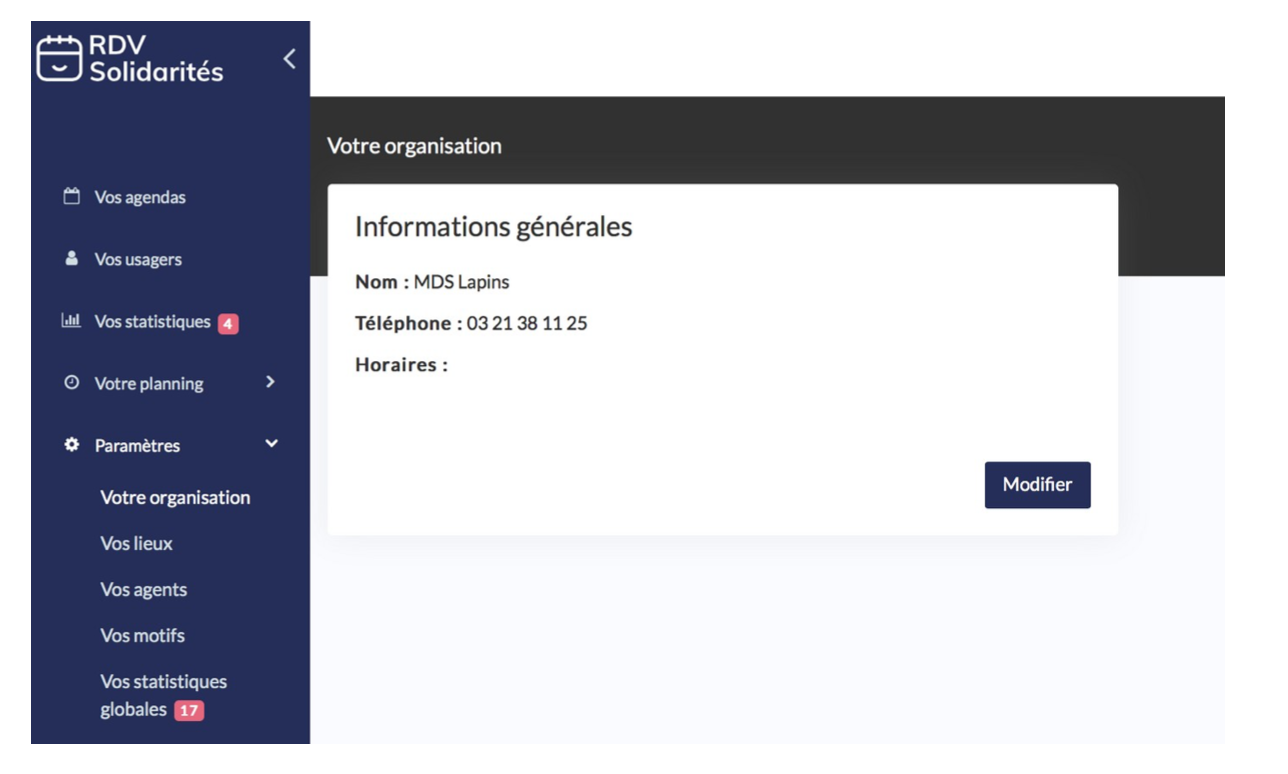 RDV
Solidarités
Vos agendas
Vos usagers
Vos statistiques 4
Votre planning
Paramètres
Votre organisation
Vos lieux
Vos agents
Vos motifs
Vos statistiques
globales 17
Votre organisation
Informations générales
Nom : MDS Lapins
Téléphone : 03 21 38 11 25
Horaires :
Modifier